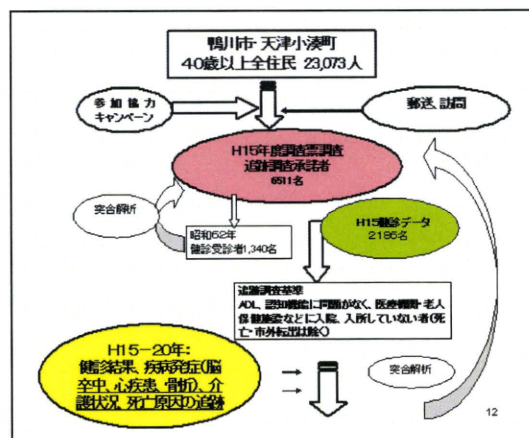 鴨川市・天津小湊町
40歳以上全住民 23,073人
参加協力
キャンペーン
郵送、訪問
H15年度調査票調査
追跡調査承諾者
6511名
突合解析
昭和62年
健診受診者1,340名
H15健診データ
2186名
追跡調査基準
ADL、認知機能に問題がなく、医療機関・老人
保健施設などに入院、入所していない者(死
亡・市外転出は除く)
H15－20年：
健診結果、疾病発症(脳
卒中、心疾患、骨折)、介
護状況、死亡原因の追跡
突合解析
12